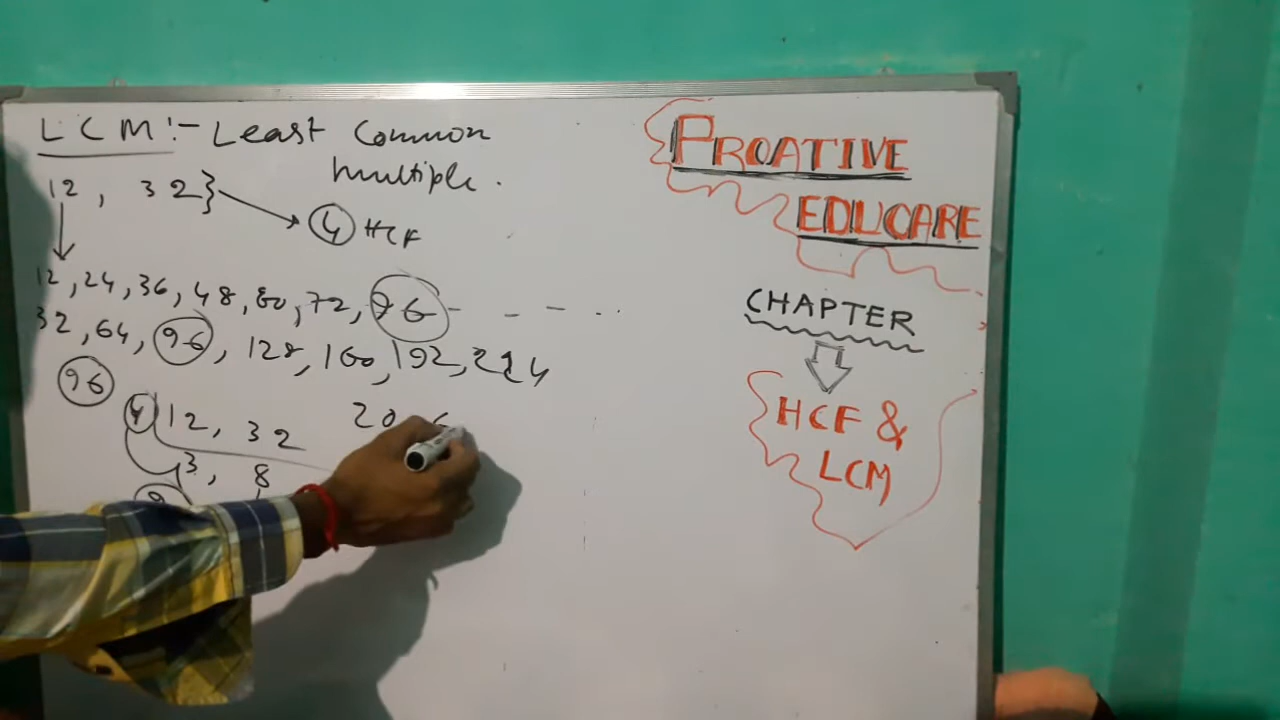 LCM:- Least Common
multiple.
12, 32}
4 HCF
12, 24, 36, 48, 60, 72, 96 - - - ..
32, 64, 96, 128, 160, 192, 224
96
4 12, 32
3, 8
20
PROATIVE
EDUCARE
CHAPTER
HCF &
LCM